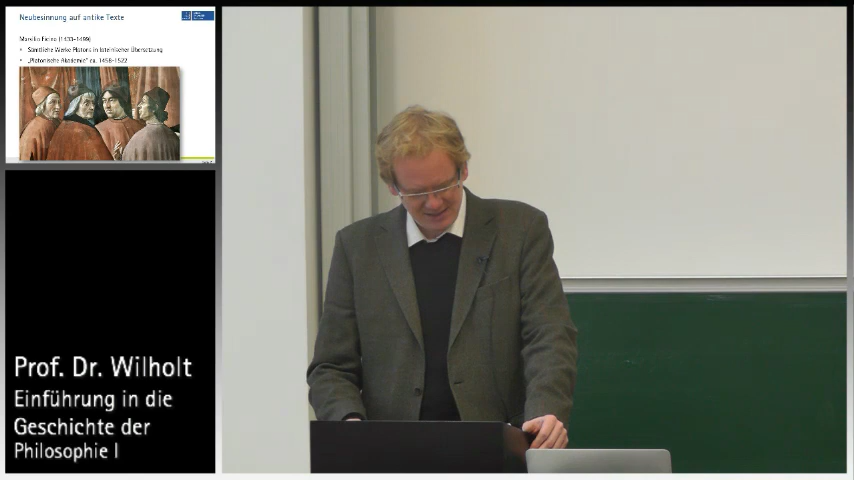 Neubesinnung auf antike Texte
Marsilio Ficino (1433-1499)
• Sämtliche Werke Platons in lateinischer Übersetzung
• „Platonische Akademie" ca. 1458-1522
Prof. Dr. Wilholt
Einführung in die
Geschichte der
Philosophie I